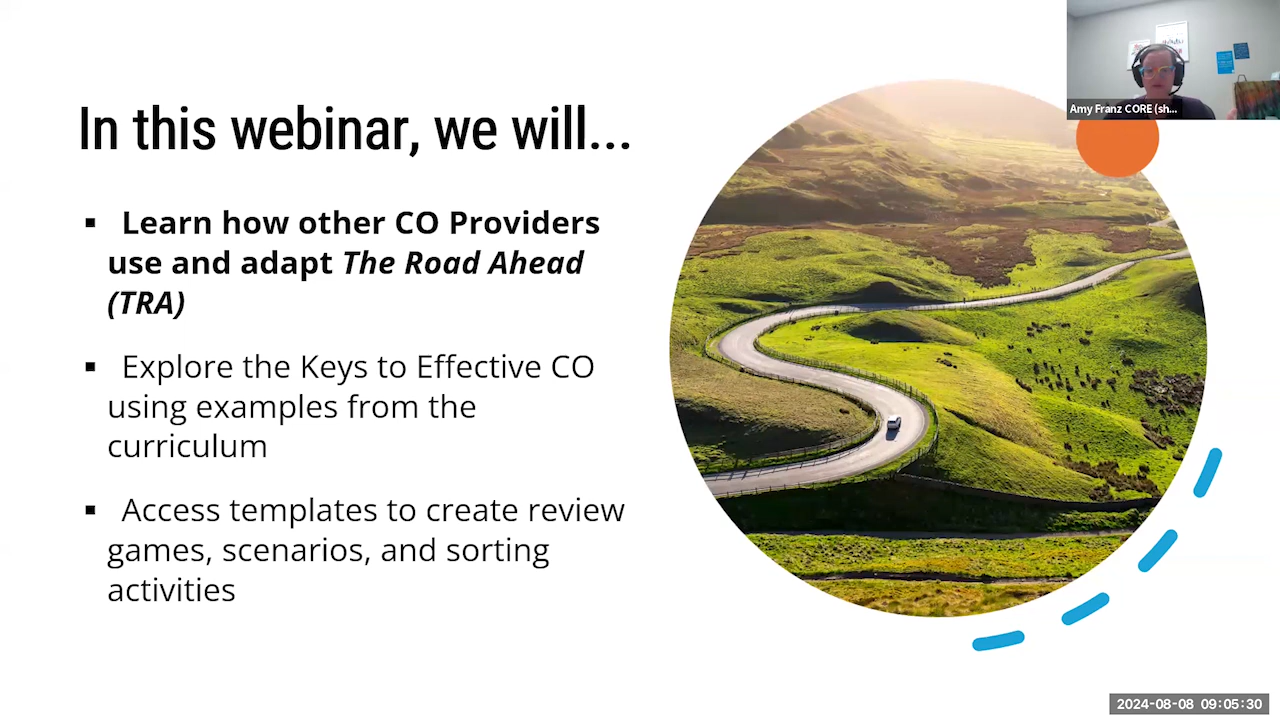 In this webinar, we will...
▪ Learn how other CO Providers
use and adapt The Road Ahead
(TRA)
▪ Explore the Keys to Effective CO
using examples from the
curriculum
▪ Access templates to create review
games, scenarios, and sorting
activities
Amy Franz CORE (sh...
2024-08-08 09:05:30